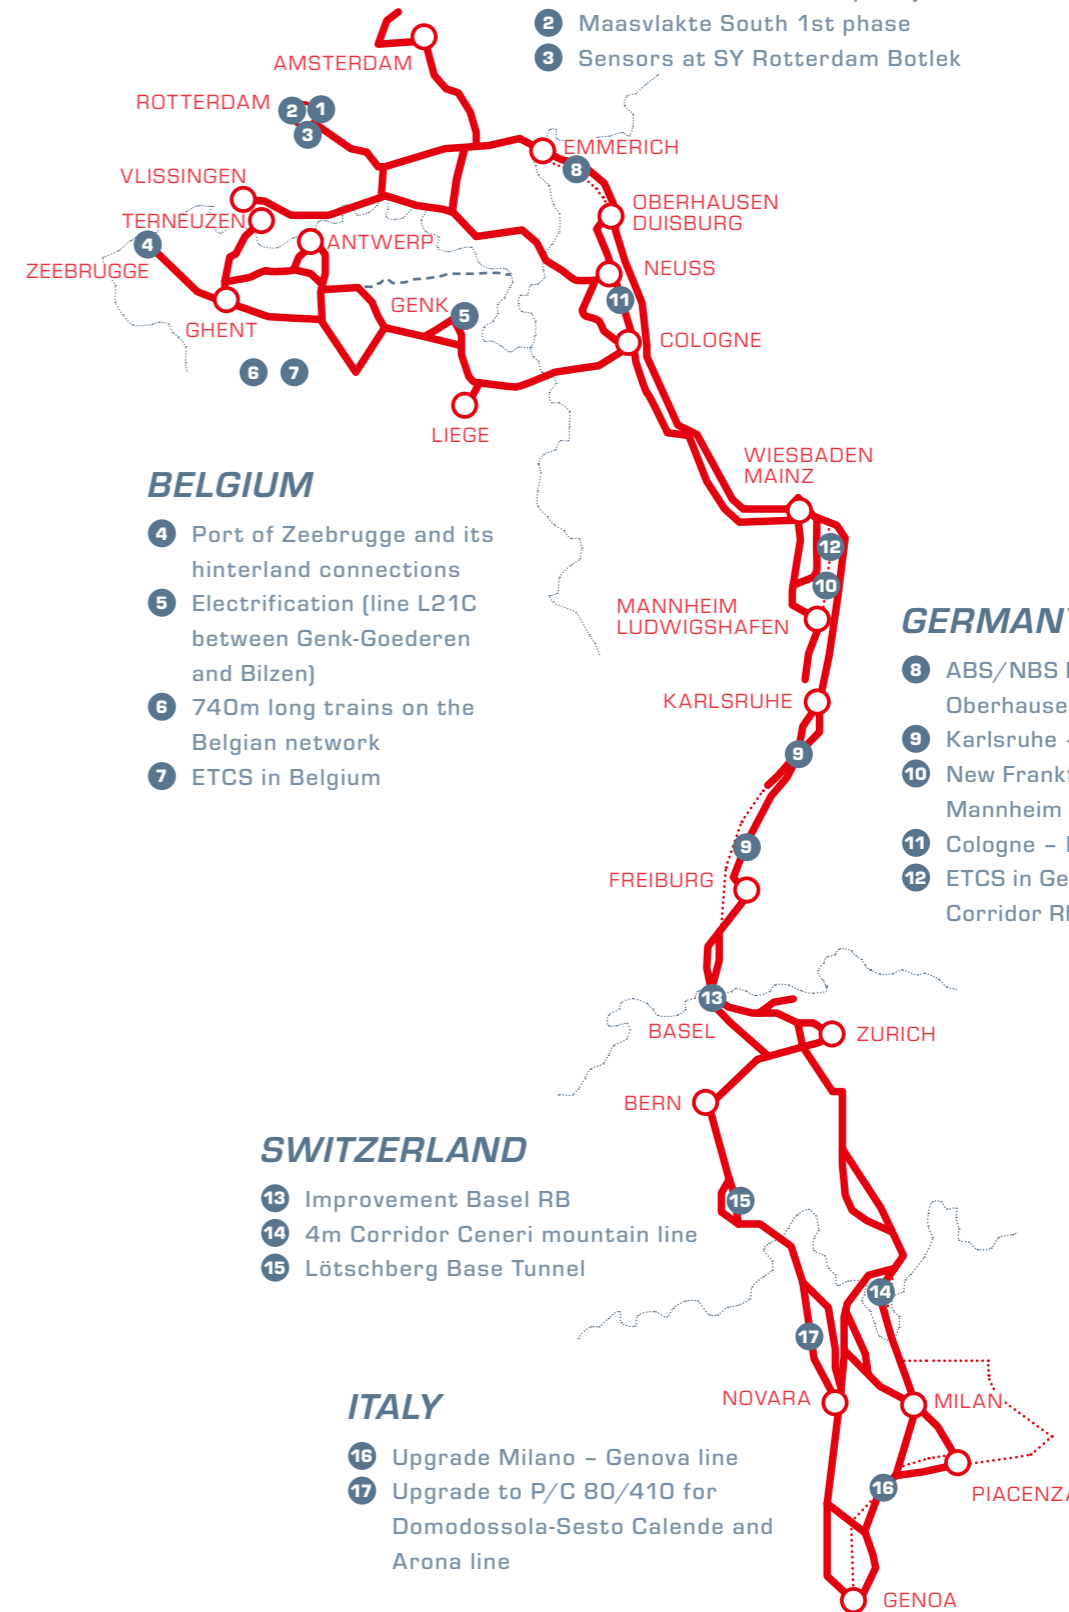 2 Maasvlakte South 1st phase
3 Sensors at SY Rotterdam Botlek
AMSTERDAM
ROTTERDAM
2 1
3
EMMERICH
8
VLISSINGEN
TERNEUZEN
OBERHAUSEN
DUISBURG
4
ANTWERP
ZEEBRUGGE
NEUSS
GENK
5
11
GHENT
COLOGNE
6 7
LIEGE
WIESBADEN
MAINZ
BELGIUM
4 Port of Zeebrugge and its
hinterland connections
5 Electrification (line L21C
between Genk-Goederen
and Bilzen)
6 740m long trains on the
Belgian network
7 ETCS in Belgium
12
10
MANNHEIM
LUDWIGSHAFEN
KARLSRUHE
9
9
FREIBURG
GERMANY
8 ABS/NBS
Oberhause
9 Karlsruhe -
10 New Frankf
Mannheim
11 Cologne –
12 ETCS in Ge
Corridor
13
BASEL
ZURICH
BERN
SWITZERLAND
13 Improvement Basel RB
14 4m Corridor Ceneri mountain line
15 Lötschberg Base Tunnel
15
14
17
NOVARA
MILAN
ITALY
16 Upgrade Milano – Genova line
17 Upgrade to P/C 80/410 for
Domodossola-Sesto Calende and
Arona line
16
PIACENZA
GENOA